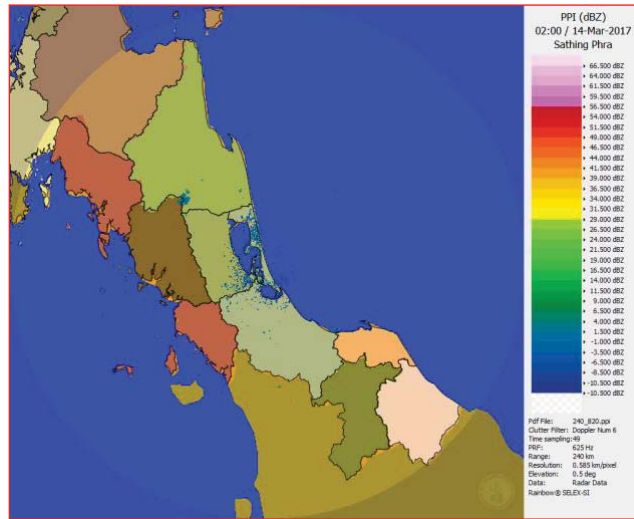 PPI (dBZ)
02:00 / 14-Mar-2017
Sathing Phra
66.500 dBZ
64.000 dBZ
61.500 dBZ
59.000 dBZ
56.500 dBZ
54.000 dBZ
51.500 dBZ
49.000 dBZ
46.500 dBZ
44.000 dBZ
41.500 dBZ
39.000 dBZ
36.500 dBZ
34.000 dBZ
31.500 dBZ
29.000 dBZ
26.500 dBZ
24.000 dBZ
21.500 dBZ
19.000 dBZ
16.500 dBZ
14.000 dBZ
11.500 dBZ
9.000 dBZ
6.500 dBZ
4.000 dBZ
1.500 dBZ
-1.000 dBZ
-3.500 dBZ
-6.000 dBZ
-8.500 dBZ
-10.500 dBZ
-10.500 dBZ
Pdf File: 240_820.ppi
Clutter Filter: Doppler Num 6
Time sampling: 49
PRF: 625 Hz
Range: 240 km
Resolution: 0.585 km/pixel
Elevation: 0.5 deg
Data: Radar Data
Rainbow® SELEX-SI